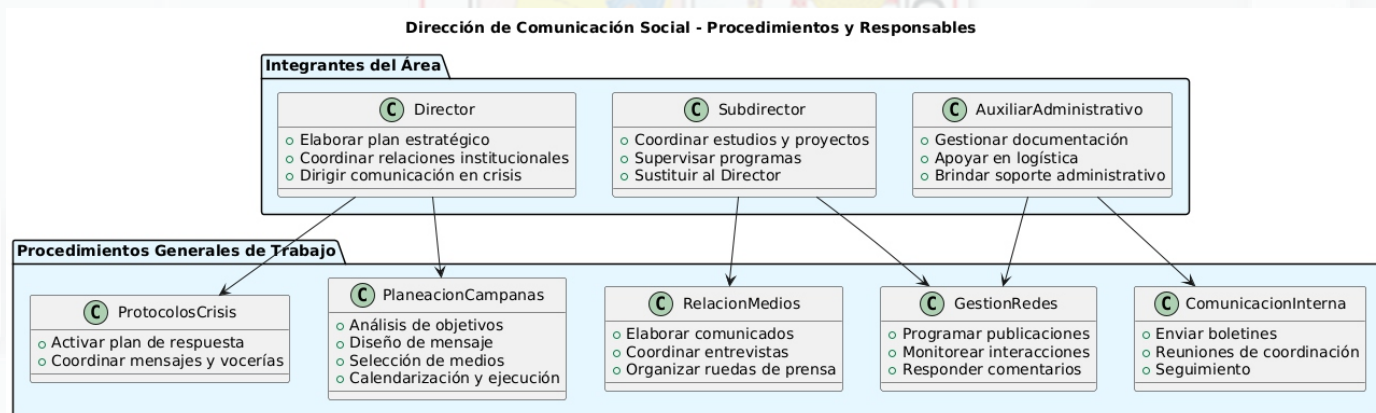 Dirección de Comunicación Social - Procedimientos y Responsables
Integrantes del Área
C Director
Elaborar plan estratégico
Coordinar relaciones institucionales
Dirigir comunicación en crisis
C Subdirector
Coordinar estudios y proyectos
Supervisar programas
Sustituir al Director
C AuxiliarAdministrativo
Gestionar documentación
Apoyar en logística
Brindar soporte administrativo
Procedimientos Generales de Trabajo
C ProtocolosCrisis
Activar plan de respuesta
Coordinar mensajes y vocerías
C PlaneacionCampanas
Análisis de objetivos
Diseño de mensaje
Selección de medios
Calendarización y ejecución
C RelacionMedios
Elaborar comunicados
Coordinar entrevistas
Organizar ruedas de prensa
C GestionRedes
Programar publicaciones
Monitorear interacciones
Responder comentarios
C ComunicacionInterna
Enviar boletines
Reuniones de coordinación
Seguimiento